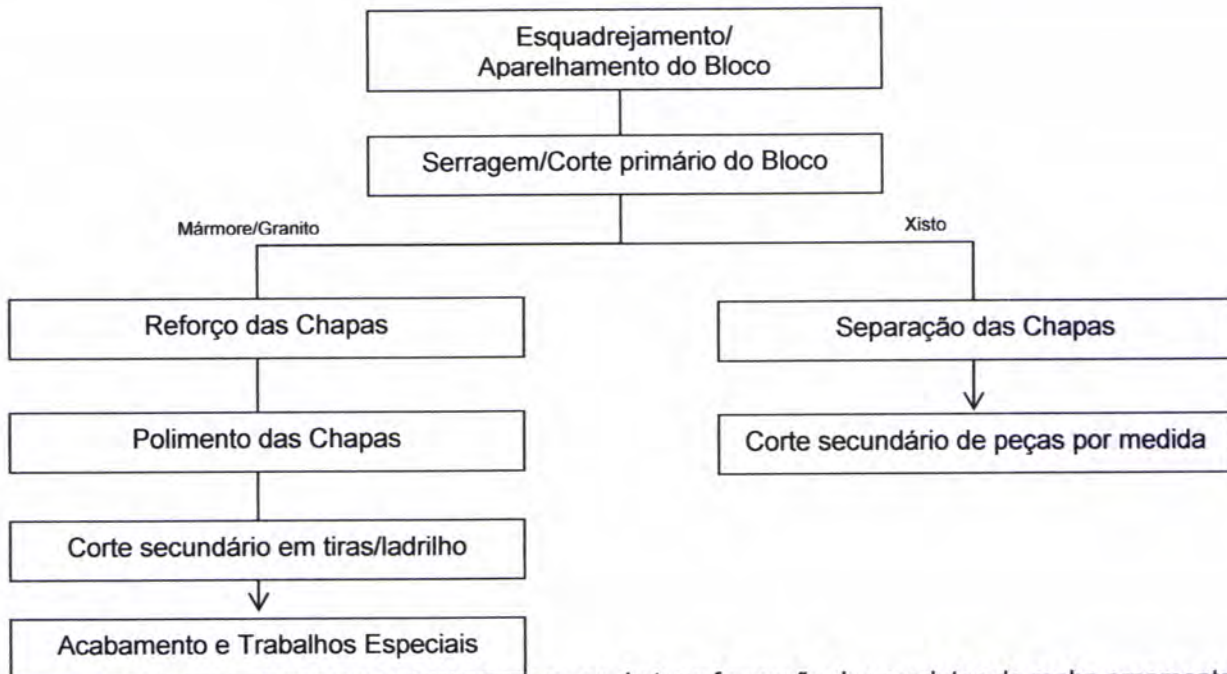 Esquadrejamento/
Aparelhamento do Bloco
Serragem/Corte primário do Bloco
Mármore/Granito
Xisto
Reforço das Chapas
Separação das Chapas
Polimento das Chapas
Corte secundário de peças por medida
Corte secundário em tiras/ladrilho
Acabamento e Trabalhos Especiais